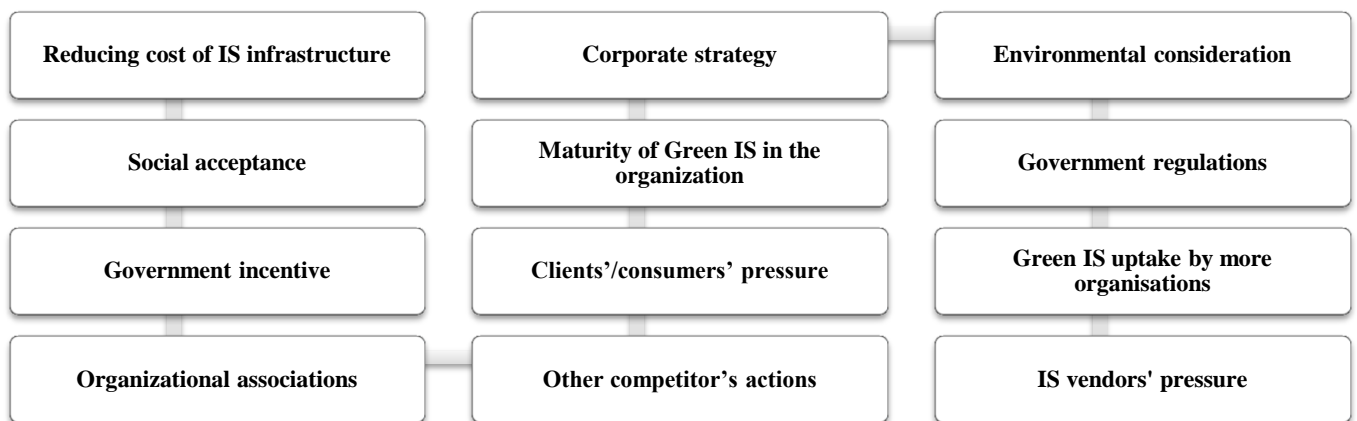 Reducing cost of IS infrastructure
Social acceptance
Government incentive
Organizational associations
Other competitor's actions
Clients’/consumers’ pressure
Maturity of Green IS in the
organization
Corporate strategy
Environmental consideration
Government regulations
Green IS uptake by more
organisations
IS vendors' pressure